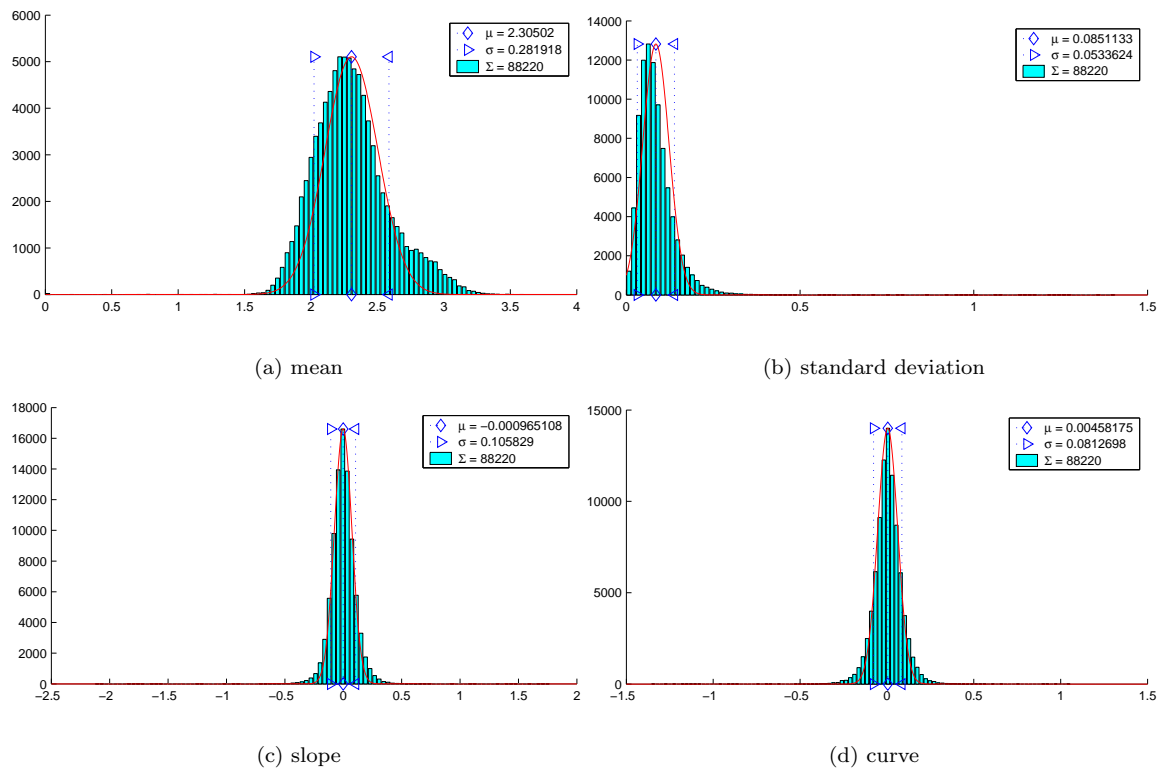 6000
5000
4000
3000
2000
1000
0
0 0.5 1 1.5 2 2.5 3 3.5 4
μ = 2.30502
σ = 0.281918
Σ = 88220
(a) mean
14000
12000
10000
8000
6000
4000
2000
0
0 0.5 1 1.5
μ = 0.0851133
σ = 0.0533624
Σ = 88220
(b) standard deviation
18000
16000
14000
12000
10000
8000
6000
4000
2000
0
−2.5 −2 −1.5 −1 −0.5 0 0.5 1 1.5 2
μ = −0.000965108
σ = 0.105829
Σ = 88220
(c) slope
15000
10000
5000
0
−1.5 −1 −0.5 0 0.5 1 1.5
μ = 0.00458175
σ = 0.0812698
Σ = 88220
(d) curve